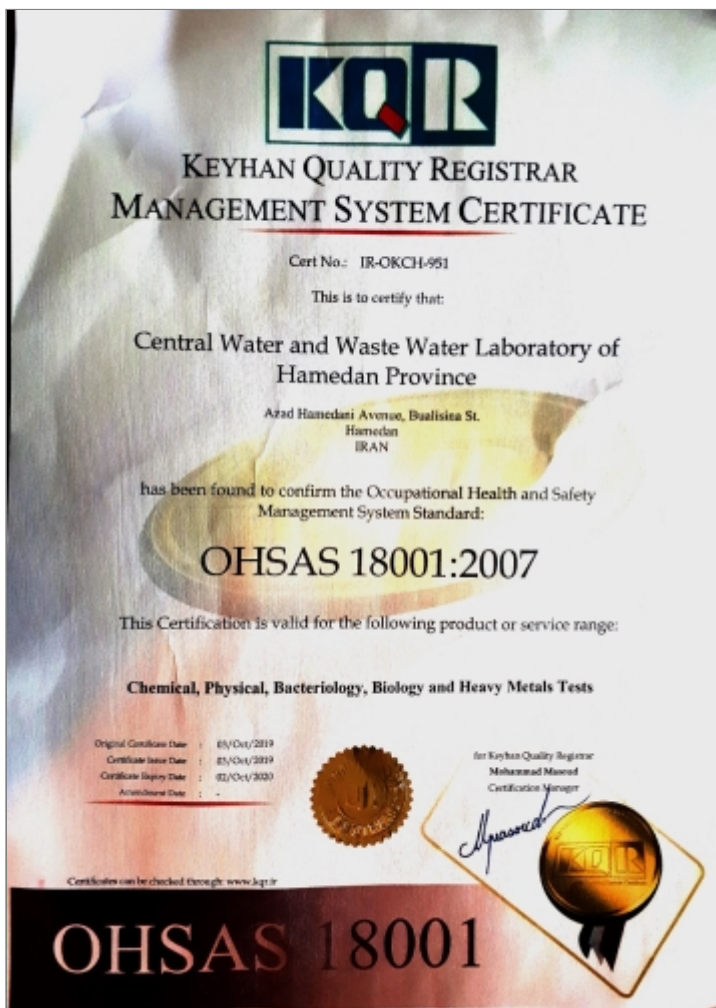 KQR
KEYHAN QUALITY REGISTRAR
MANAGEMENT SYSTEM CERTIFICATE
Cert No.: IR-OKCH-951
This is to certify that:
Central Water and Waste Water Laboratory of
Hamedan Province
Azad Hamedani Avenue, Bualisina St.
Hamedan
IRAN
has been found to confirm the Occupational Health and Safety
Management System Standard:
OHSAS 18001:2007
This Certification is valid for the following product or service range:
Chemical, Physical, Bacteriology, Biology and Heavy Metals Tests
Original Certificate Date : 03/Oct/2019
Certificate Issue Date : 03/Oct/2019
Certificate Expiry Date : 02/Oct/2020
Amendment Date : -
for Keyhan Quality Registrar
Mohammad Masoud
Certification Manager
KQR
Certificates can be checked through: www.kqr.ir
OHSAS 18001